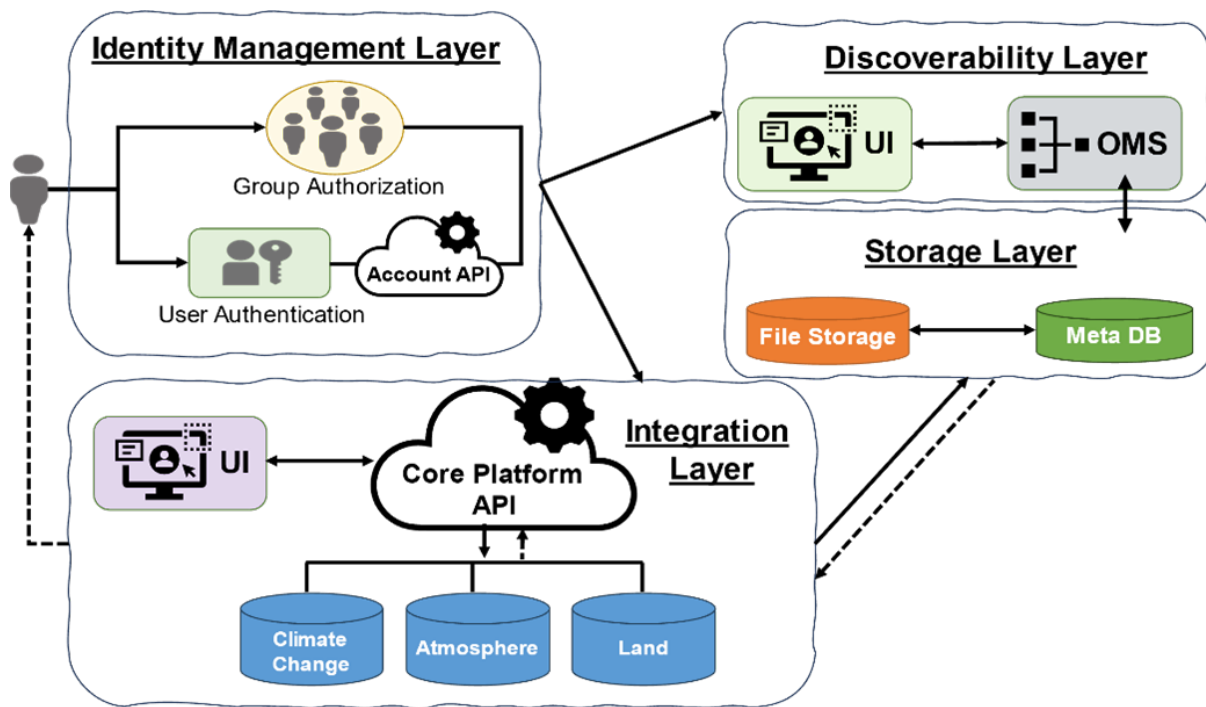 Identity Management Layer
Group Authorization
Account API
User Authentication
Discoverability Layer
UI
OMS
Storage Layer
File Storage
Meta DB
Integration
Layer
UI
Core Platform
API
Climate
Change
Atmosphere
Land